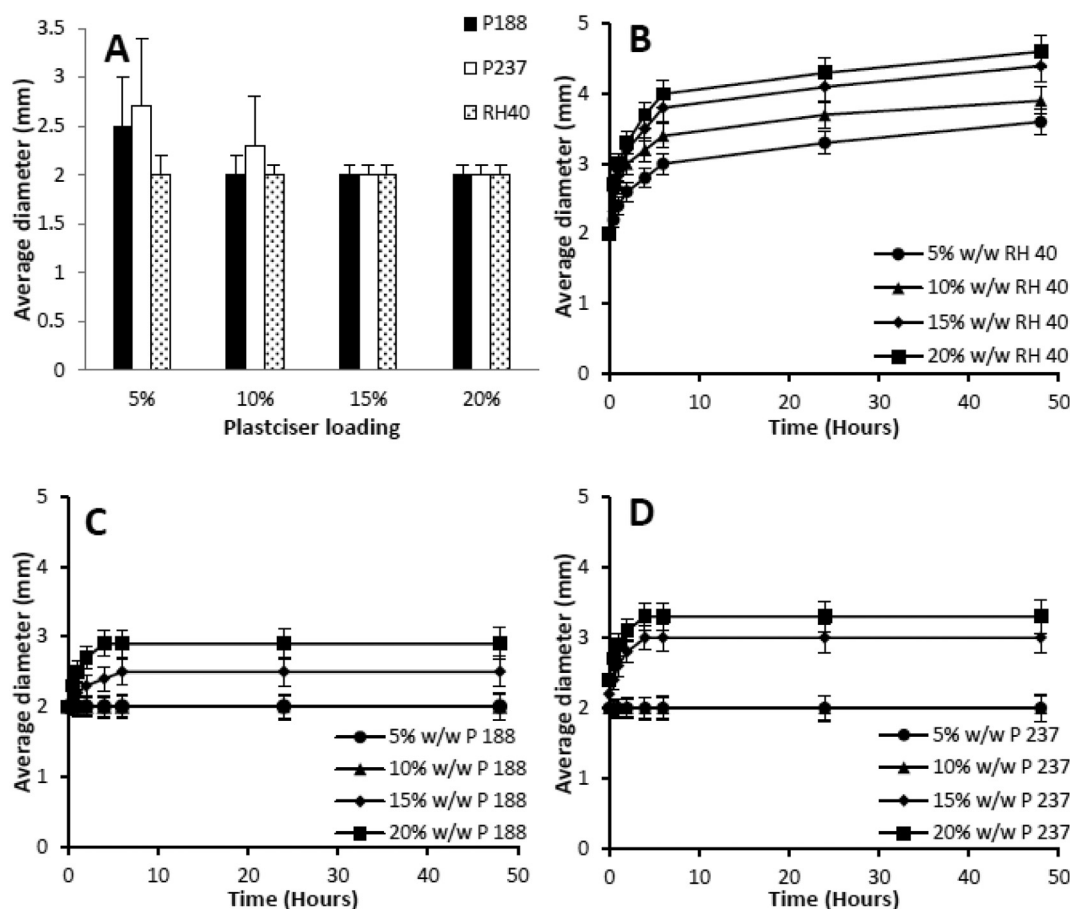 A
P188
P237
RH40
Average diameter (mm)
4
3.5
3
2.5
2
1.5
1
0.5
0
5%
10%
15%
20%
Plastciser loading
B
Average diameter (mm)
5
4
3
2
1
0
5% w/w RH 40
10% w/w RH 40
15% w/w RH 40
20% w/w RH 40
0
10
20
30
40
50
Time (Hours)
C
Average diameter (mm)
5
4
3
2
1
0
5% w/w P 188
10% w/w P 188
15% w/w P 188
20% w/w P 188
0
10
20
30
40
50
Time (Hours)
D
Average diameter (mm)
5
4
3
2
1
0
5% w/w P 237
10% w/w P 237
15% w/w P 237
20% w/w P 237
0
10
20
30
40
50
Time (Hours)